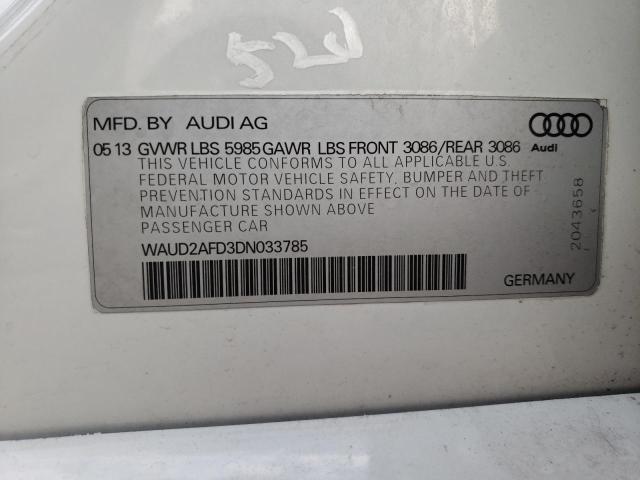 MFD. BY AUDI AG
05 13 GVWR LBS 5985 GAWR LBS FRONT 3086/REAR 3086
Audi
THIS VEHICLE CONFORMS TO ALL APPLICABLE U.S.
FEDERAL MOTOR VEHICLE SAFETY, BUMPER AND THEFT
PREVENTION STANDARDS IN EFFECT ON THE DATE OF
MANUFACTURE SHOWN ABOVE
PASSENGER CAR
WAUD2AFD3DN033785
2043658
GERMANY